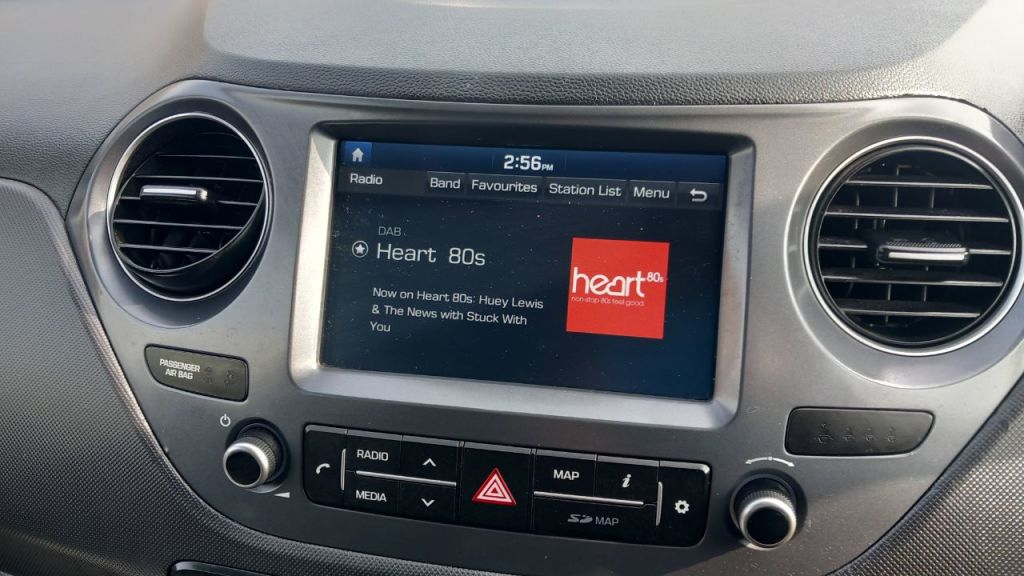 2:56PM
Radio Band Favourites Station List Menu
DAB
Heart 80s
heart 80s
non-stop 80s feel good
Now on Heart 80s: Huey Lewis
& The News with Stuck With
You
PASSENGER
AIR BAG
RADIO
MEDIA
MAP
i
SD MAP